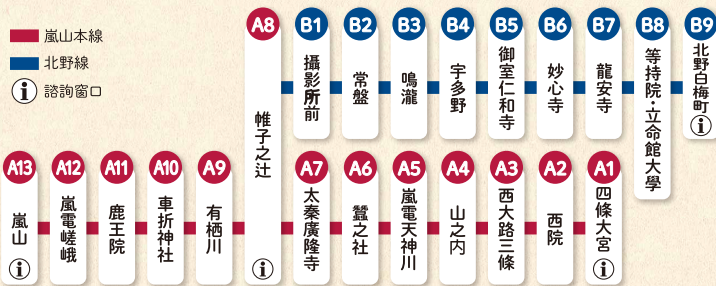 嵐山本線
北野線
i 諮詢窓口
A8 帷子之辻 i
B1 攝影所前
B2 常盤
B3 鳴瀧
B4 宇多野
B5 御室仁和寺
B6 妙心寺
B7 龍安寺
B8 等持院・立命館大學
B9 北野白梅町 i
A13 嵐山 i
A12 嵐電嵯峨
A11 鹿王院
A10 車折神社
A9 有栖川
A7 太秦廣隆寺
A6 蠶之社
A5 嵐電天神川
A4 山之內
A3 西大路三條
A2 西院
A1 四條大宮 i